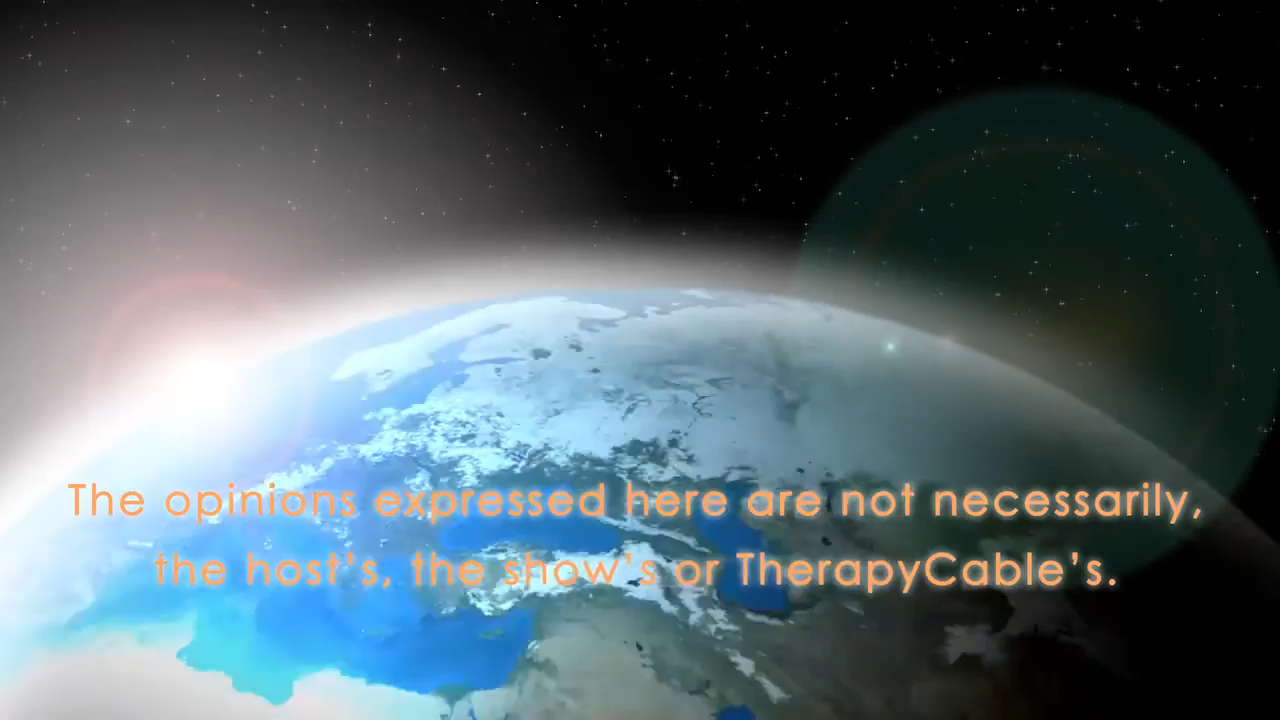 The opinions expressed here are not necessarily,
the host's, the show's or TherapyCable's.